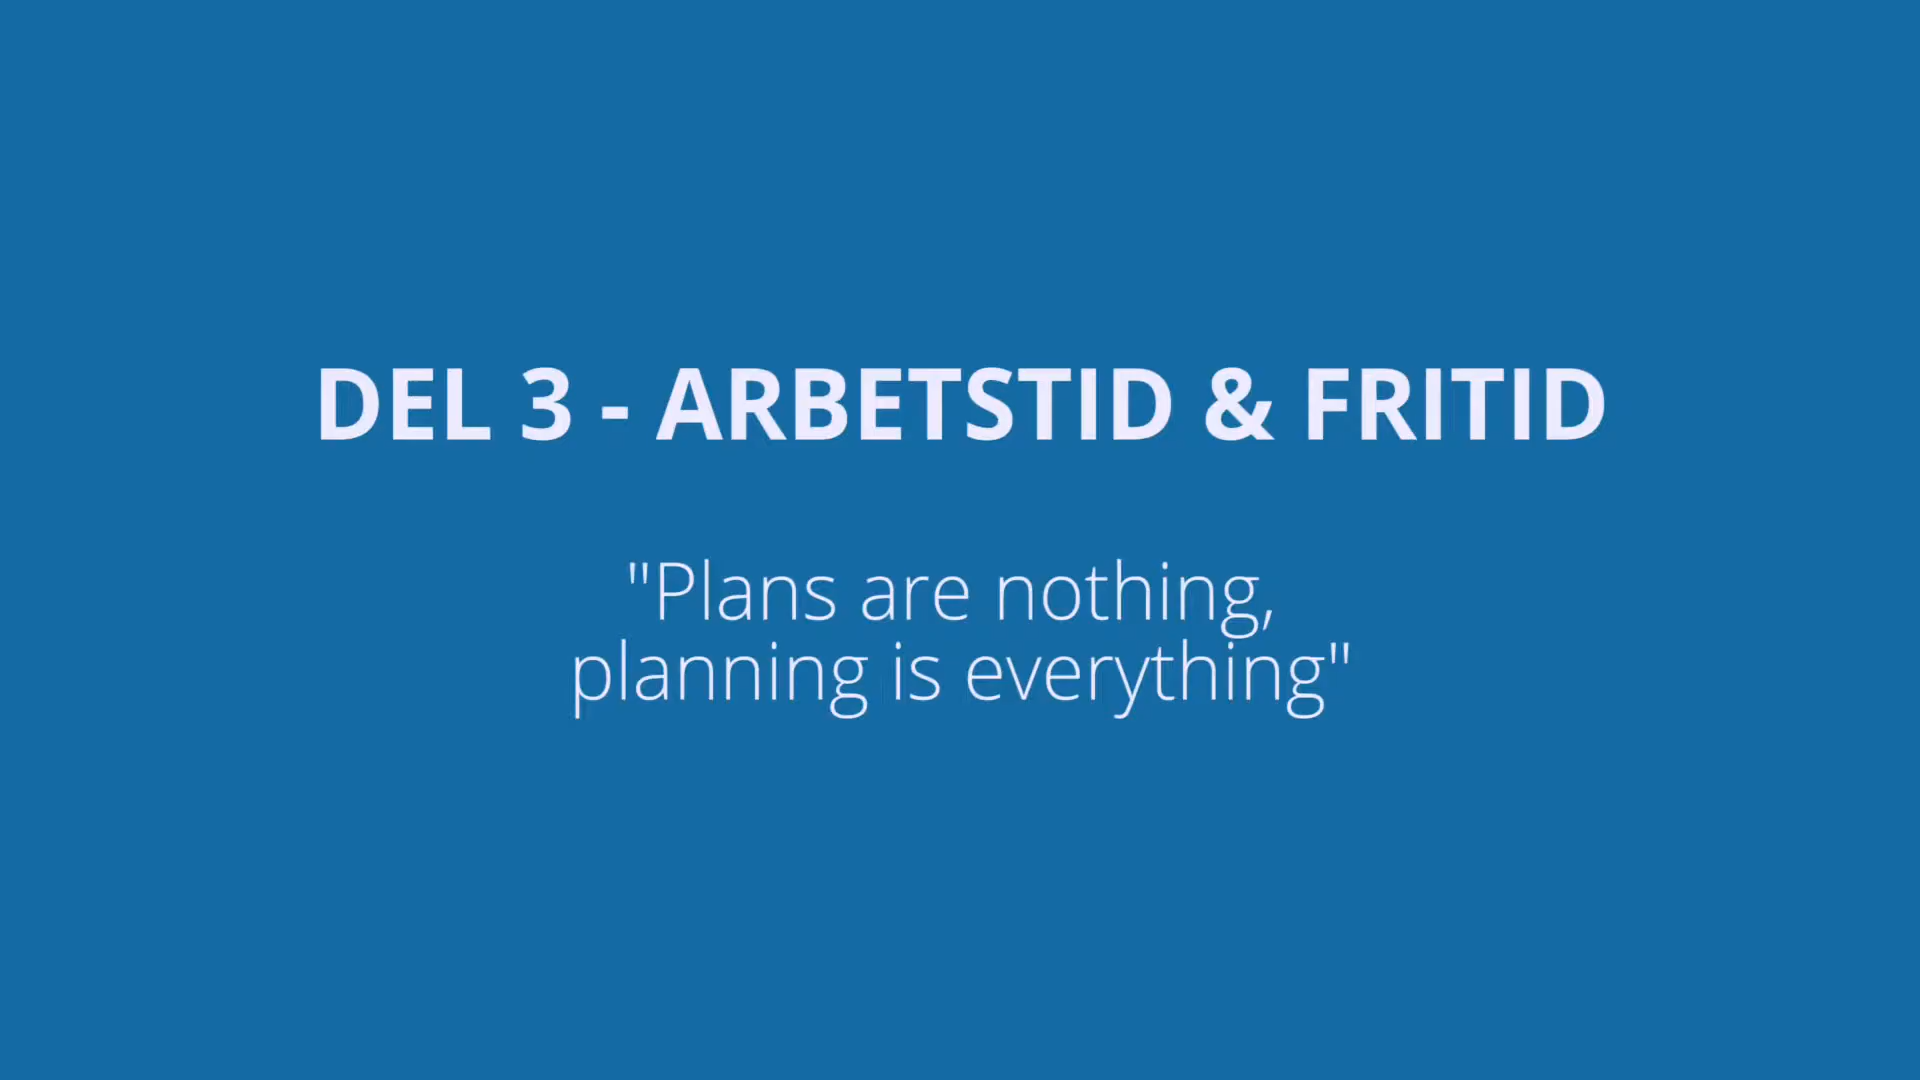 DEL 3 - ARBETSTID & FRITID
"Plans are nothing,
planning is everything"